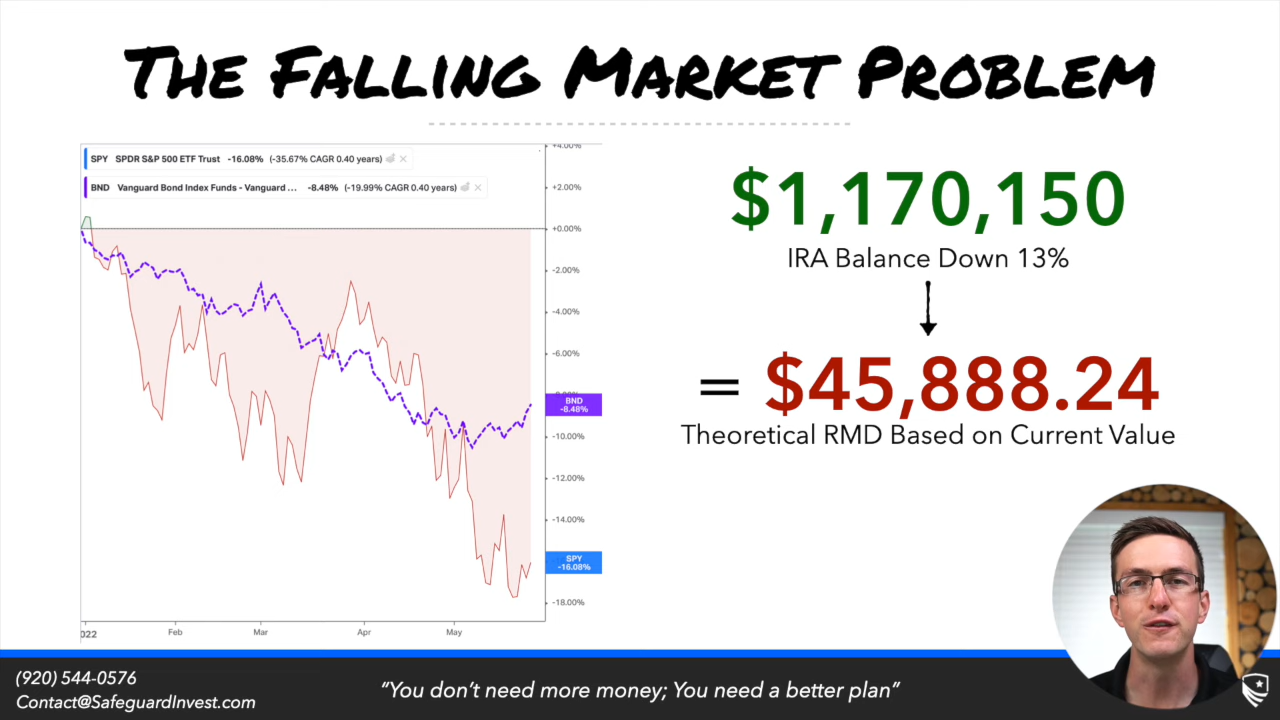 The Falling Market Problem
SPY SPDR S&P 500 ETF Trust -16.08% (-35.67% CAGR 0.40 years)
BND Vanguard Bond Index Funds - Vanguard ... -8.48% (-19.99% CAGR 0.40 years)
+4.00%
+2.00%
+0.00%
-2.00%
-4.00%
-6.00%
-8.00%
BND
-8.48%
-10.00%
-12.00%
-14.00%
SPY
-16.08%
-18.00%
2022 Feb Mar Apr May
$1,170,150
IRA Balance Down 13%
= $45,888.24
Theoretical RMD Based on Current Value
(920) 544-0576
Contact@SafeguardInvest.com
“You don’t need more money; You need a better plan”